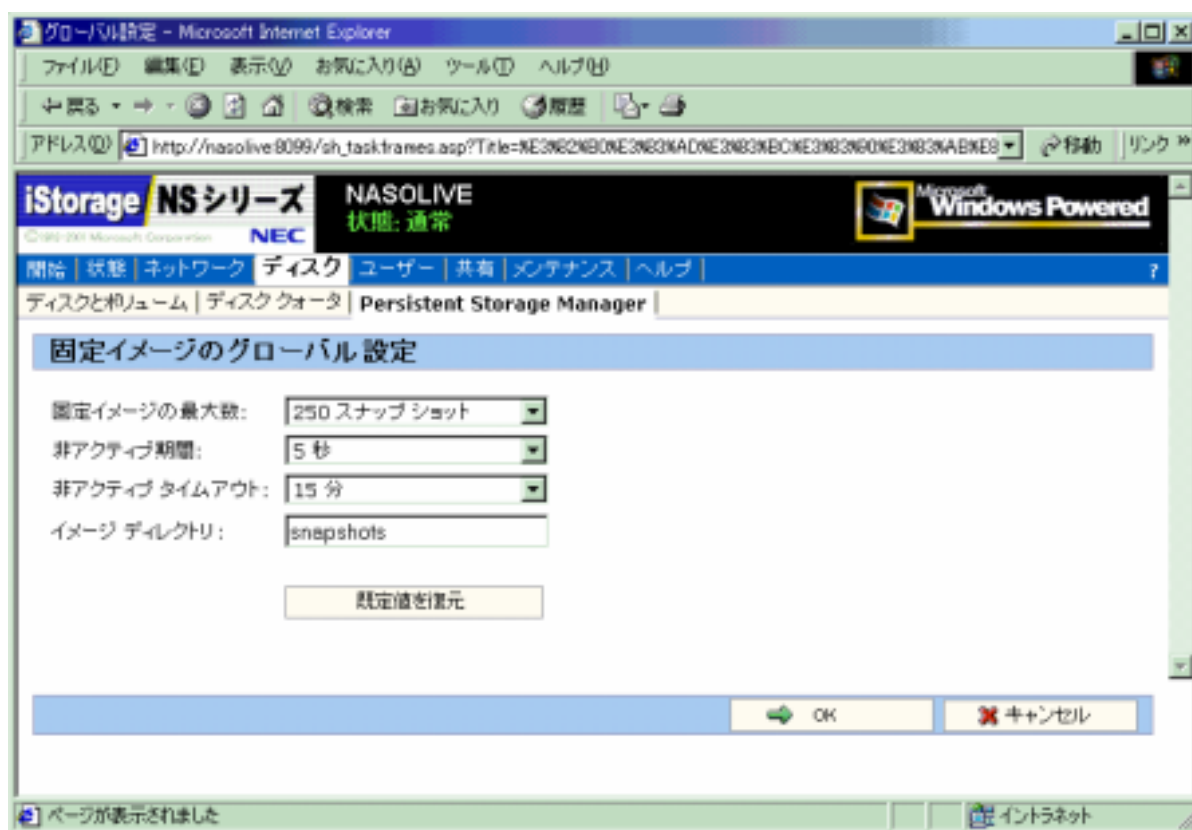 グローバル設定 - Microsoft Internet Explorer
ファイル(F) 編集(E) 表示(V) お気に入り(A) ツール(T) ヘルプ(H)
戻る 検索 お気に入り 履歴
アドレス(D) http://nasolive:8099/sh_taskframes.asp?Title=%E3%82%B0%E3%83%AD%E3%83%BC%E3%83%90%E3%83%AB%E8 移動 リンク »
iStorage NSシリーズ NASOLIVE Microsoft
状態: 通常 Windows Powered
Microsoft Corporation NEC
開始 | 状態 | ネットワーク | ディスク | ユーザー | 共有 | メンテナンス | ヘルプ | ?
ディスクとボリューム | ディスク クォータ | Persistent Storage Manager |
固定イメージのグローバル設定
固定イメージの最大数: 250 スナップ ショット
非アクティブ期間: 5 秒
非アクティブ タイムアウト: 15 分
イメージ ディレクトリ: snapshots
既定値を復元
OK キャンセル
ページが表示されました イントラネット